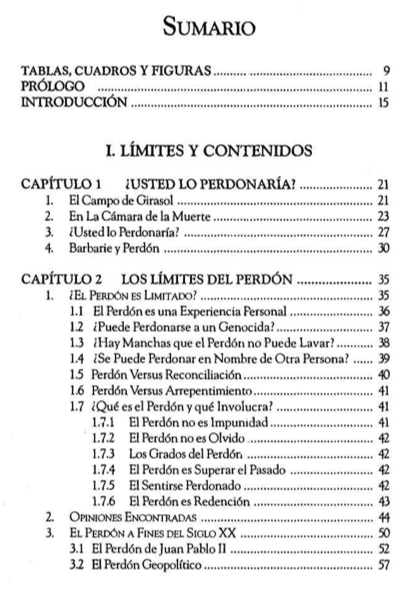 SUMARIO
TABLAS, CUADROS Y FIGURAS .......... ................................... 9
PRÓLOGO ............................................................... 11
INTRODUCCIÓN ......................................................... 15
I. LÍMITES Y CONTENIDOS
CAPÍTULO 1 ¿USTED LO PERDONARÍA? ...................... 21
1. El Campo de Girasol ................................................ 21
2. En La Cámara de la Muerte ...................................... 23
3. ¿Usted lo Perdonaría? .............................................. 27
4. Barbarie y Perdón .................................................... 30
CAPÍTULO 2 LOS LÍMITES DEL PERDÓN ...................... 35
1. ¿El Perdón es Limitado? ........................................... 35
1.1 El Perdón es una Experiencia Personal ..................... 36
1.2 ¿Puede Perdonarse a un Genocida? ......................... 37
1.3 ¿Hay Manchas que el Perdón no Puede Lavar? .......... 38
1.4 ¿Se Puede Perdonar en Nombre de Otra Persona? ...... 39
1.5 Perdón Versus Reconciliación ................................. 40
1.6 Perdón Versus Arrepentimiento .............................. 41
1.7 ¿Qué es el Perdón y qué Involucra? ......................... 41
1.7.1 El Perdón no es Impunidad ............................... 41
1.7.2 El Perdón no es Olvido ..................................... 42
1.7.3 Los Grados del Perdón ..................................... 42
1.7.4 El Perdón es Superar el Pasado .......................... 42
1.7.5 El Sentirse Perdonado ...................................... 42
1.7.6 El Perdón es Redención .................................... 43
2. Opiniones Encontradas ............................................ 44
3. El Perdón a Fines del Siglo XX .................................. 50
3.1 El Perdón de Juan Pablo II ..................................... 52
3.2 El Perdón Geopolítico ........................................... 57